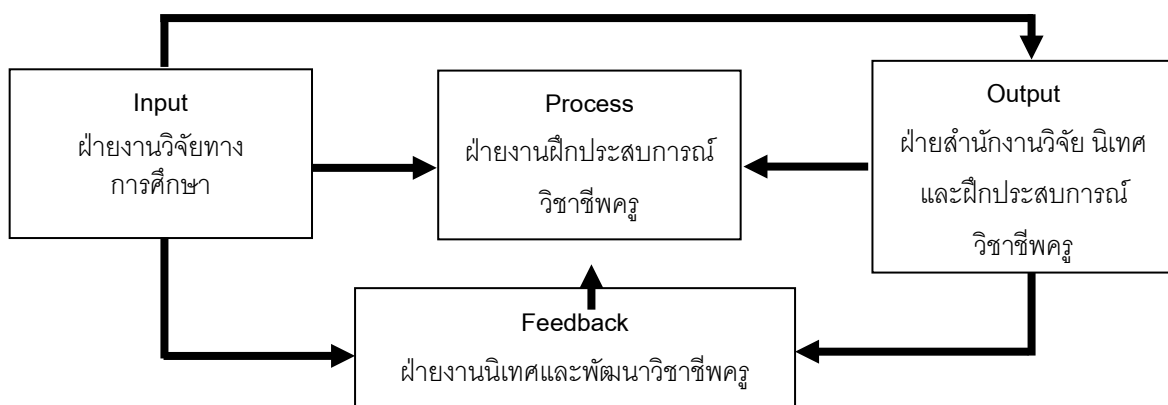 Input
ฝ่ายงานวิจัยทาง
การศึกษา
Process
ฝ่ายงานฝึกประสบการณ์
วิชาชีพครู
Output
ฝ่ายสำนักงานวิจัย นิเทศ
และฝึกประสบการณ์
วิชาชีพครู
Feedback
ฝ่ายงานนิเทศและพัฒนาวิชาชีพครู